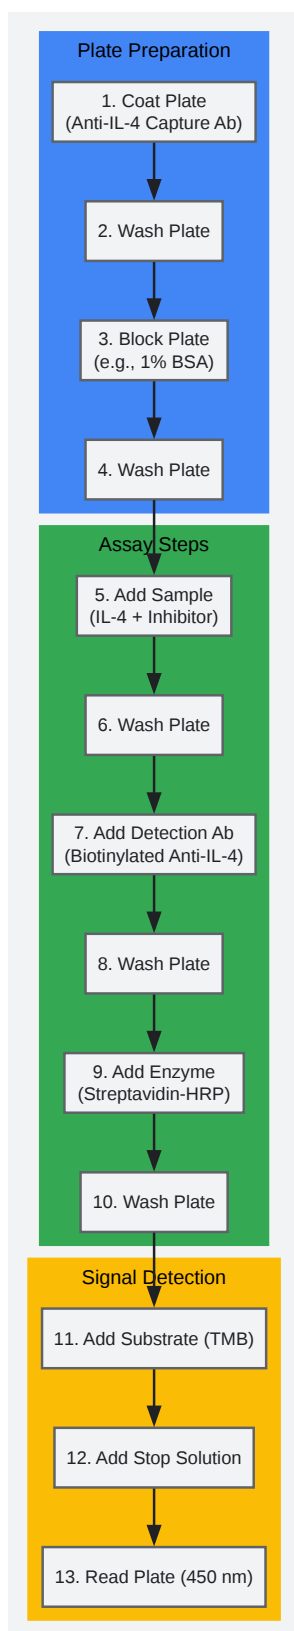 Plate Preparation
1. Coat Plate
(Anti-IL-4 Capture Ab)
2. Wash Plate
3. Block Plate
(e.g., 1% BSA)
4. Wash Plate
Assay Steps
5. Add Sample
(IL-4 + Inhibitor)
6. Wash Plate
7. Add Detection Ab
(Biotinylated Anti-IL-4)
8. Wash Plate
9. Add Enzyme
(Streptavidin-HRP)
10. Wash Plate
Signal Detection
11. Add Substrate (TMB)
12. Add Stop Solution
13. Read Plate (450 nm)